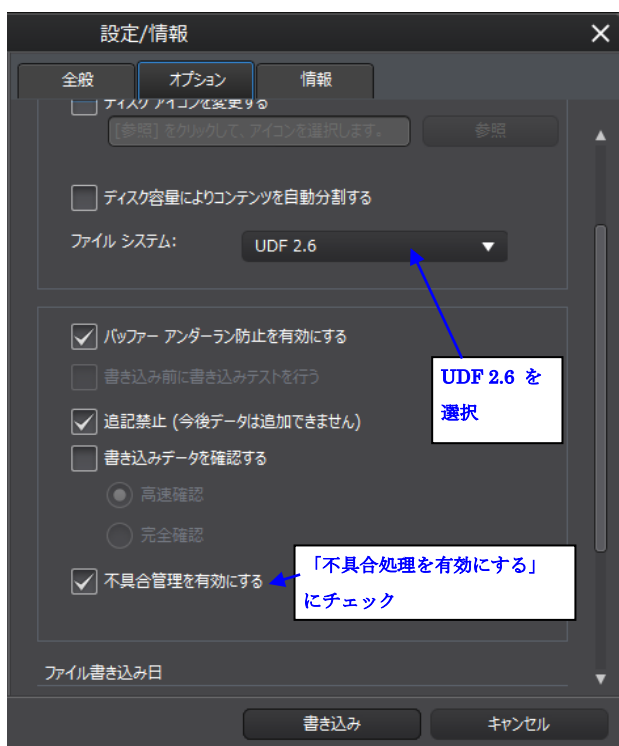 設定/情報
全般
オプション
情報
ディスク アイコンを変更する
[参照] をクリックして、アイコンを選択します。
参照
ディスク容量によりコンテンツを自動分割する
ファイル システム:
UDF 2.6
バッファー アンダーラン防止を有効にする
書き込み前に書き込みテストを行う
UDF 2.6 を
選択
追記禁止 (今後データは追加できません)
書き込みデータを確認する
高速確認
完全確認
「不具合処理を有効にする」
にチェック
不具合管理を有効にする
ファイル書き込み日
書き込み
キャンセル